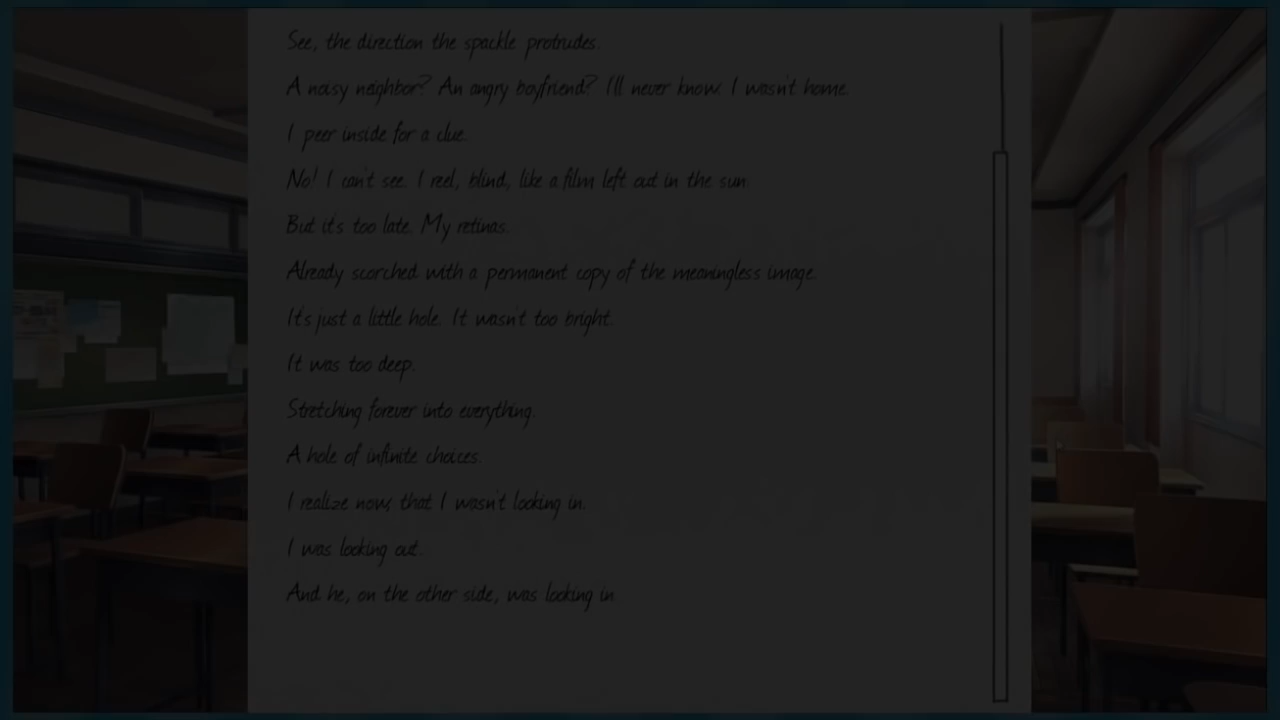 See, the direction the spackle protrudes.
A noisy neighbor? An angry boyfriend? I'll never know. I wasn't home.
I peer inside for a clue.
No! I can't see. I reel, blind, like a film left out in the sun.
But it's too late. My retinas.
Already scorched with a permanent copy of the meaningless image.
It's just a little hole. It wasn't too bright.
It was too deep.
Stretching forever into everything.
A hole of infinite choices.
I realize now, that I wasn't looking in.
I was looking out.
And he, on the other side, was looking in.